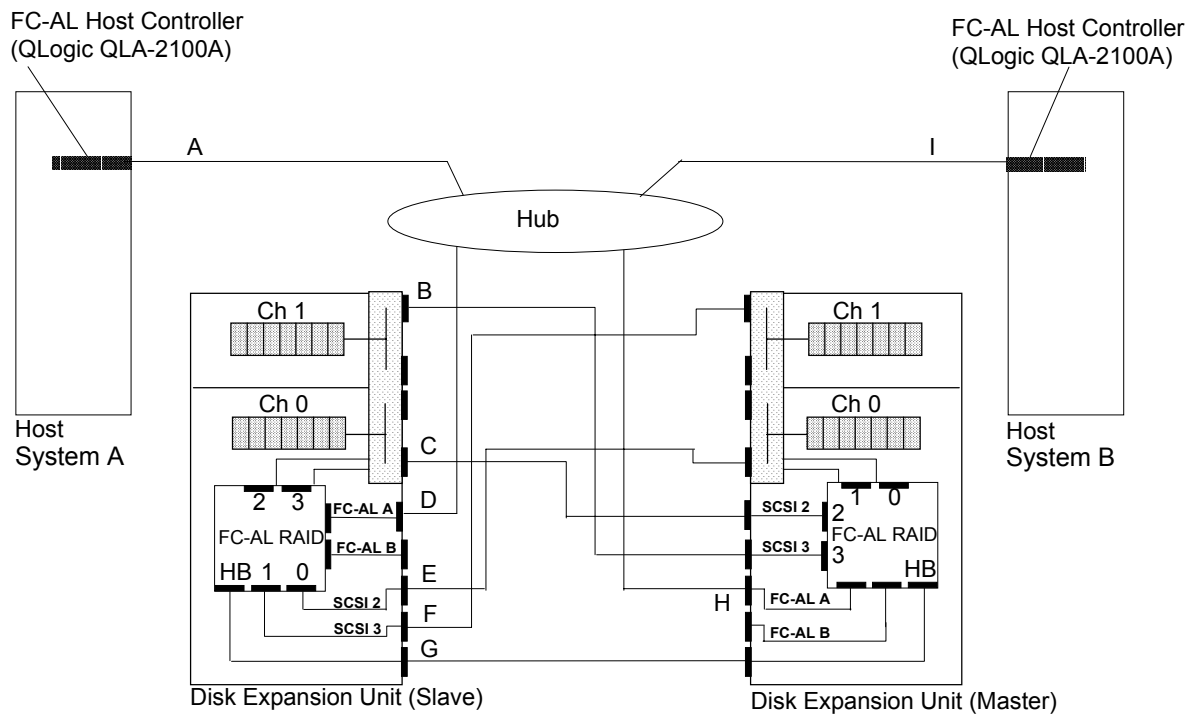 FC-AL Host Controller
(QLogic QLA-2100A)
FC-AL Host Controller
(QLogic QLA-2100A)
A
I
Hub
B
Ch 1
Ch 1
Ch 0
Ch 0
Host
System A
Host
System B
C
D
2 3
FC-AL A
FC-AL RAID
FC-AL B
HB 1 0
E
SCSI 2
F
SCSI 3
G
1 0
SCSI 2
2
FC-AL RAID
SCSI 3
3
HB
H
FC-AL A
FC-AL B
Disk Expansion Unit (Slave)
Disk Expansion Unit (Master)